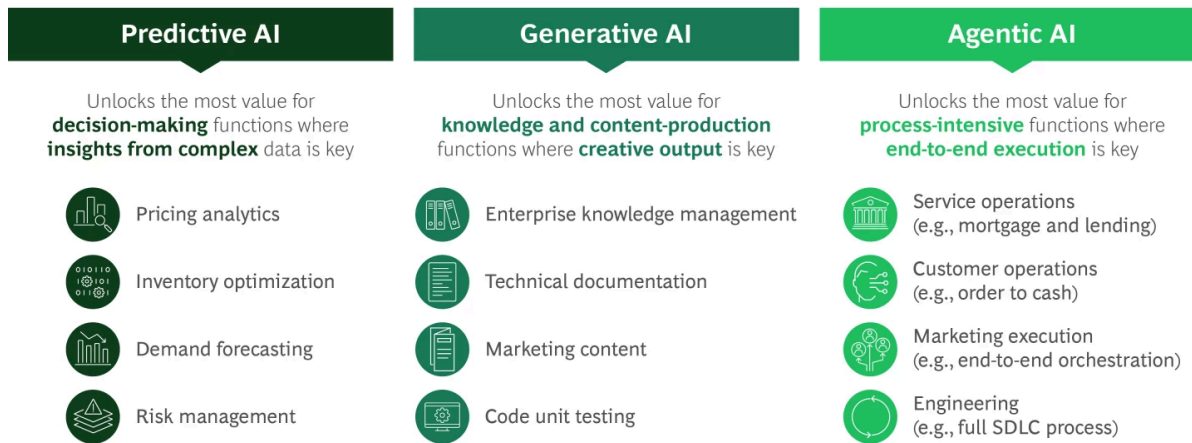 Predictive AI
Unlocks the most value for
decision-making functions where
insights from complex data is key
Pricing analytics
010110
10101
0110
Inventory optimization
Demand forecasting
Risk management
Generative AI
Unlocks the most value for
knowledge and content-production
functions where creative output is key
Enterprise knowledge management
Technical documentation
Marketing content
Code unit testing
Agentic AI
Unlocks the most value for
process-intensive functions where
end-to-end execution is key
Service operations
(e.g., mortgage and lending)
Customer operations
(e.g., order to cash)
Marketing execution
(e.g., end-to-end orchestration)
Engineering
(e.g., full SDLC process)